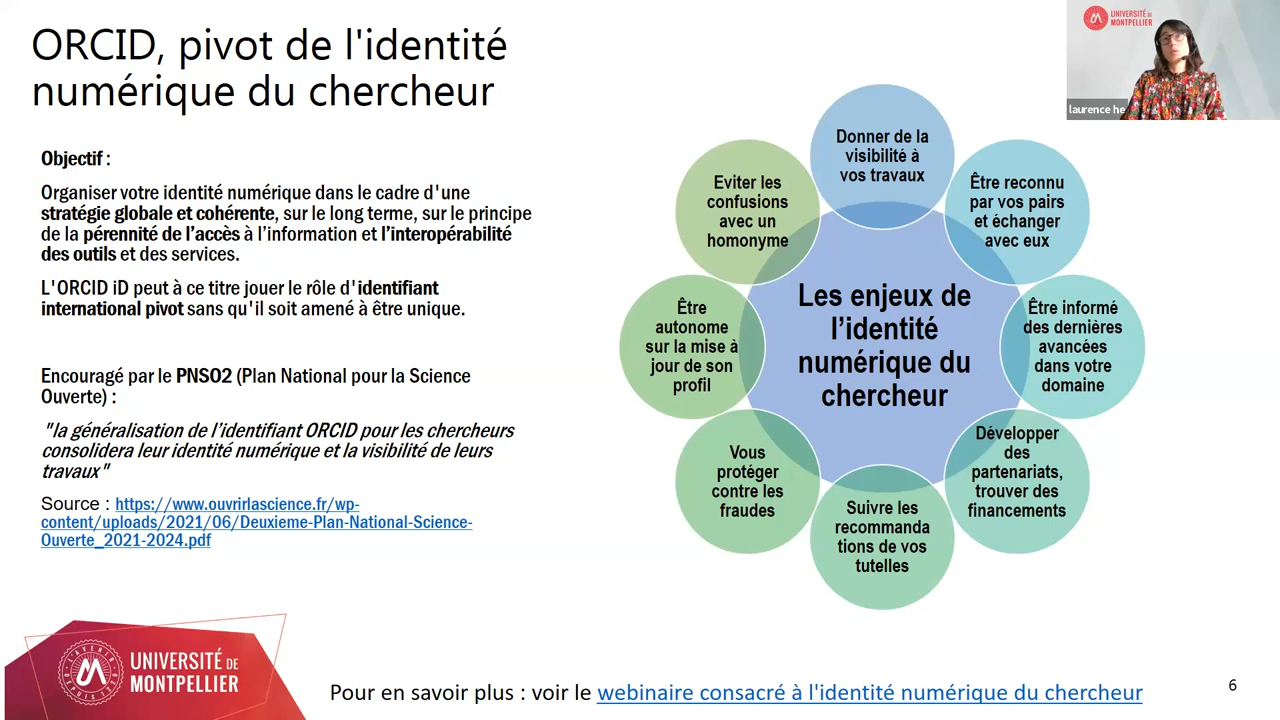 ORCID, pivot de l'identité
numérique du chercheur
Objectif :
Organiser votre identité numérique dans le cadre d'une
stratégie globale et cohérente, sur le long terme, sur le principe
de la pérennité de l’accès à l’information et l’interopérabilité
des outils et des services.
L'ORCID iD peut à ce titre jouer le rôle d'identifiant
international pivot sans qu'il soit amené à être unique.
Encouragé par le PNSO2 (Plan National pour la Science
Ouverte) :
"la généralisation de l’identifiant ORCID pour les chercheurs
consolidera leur identité numérique et la visibilité de leurs
travaux"
Source : https://www.ouvrirlascience.fr/wp-
content/uploads/2021/06/Deuxieme-Plan-National-Science-
Ouverte_2021-2024.pdf
Les enjeux de
l’identité
numérique du
chercheur
Donner de la
visibilité à
vos travaux
Être reconnu
par vos pairs
et échanger
avec eux
Être informé
des dernières
avancées
dans votre
domaine
Développer
des
partenariats,
trouver des
financements
Suivre les
recommanda
tions de vos
tutelles
Vous
protéger
contre les
fraudes
Être
autonome
sur la mise à
jour de son
profil
Eviter les
confusions
avec un
homonyme
UNIVERSITÉ DE
MONTPELLIER
laurence he
UNIVERSITÉ DE
MONTPELLIER
Pour en savoir plus : voir le webinaire consacré à l'identité numérique du chercheur
6